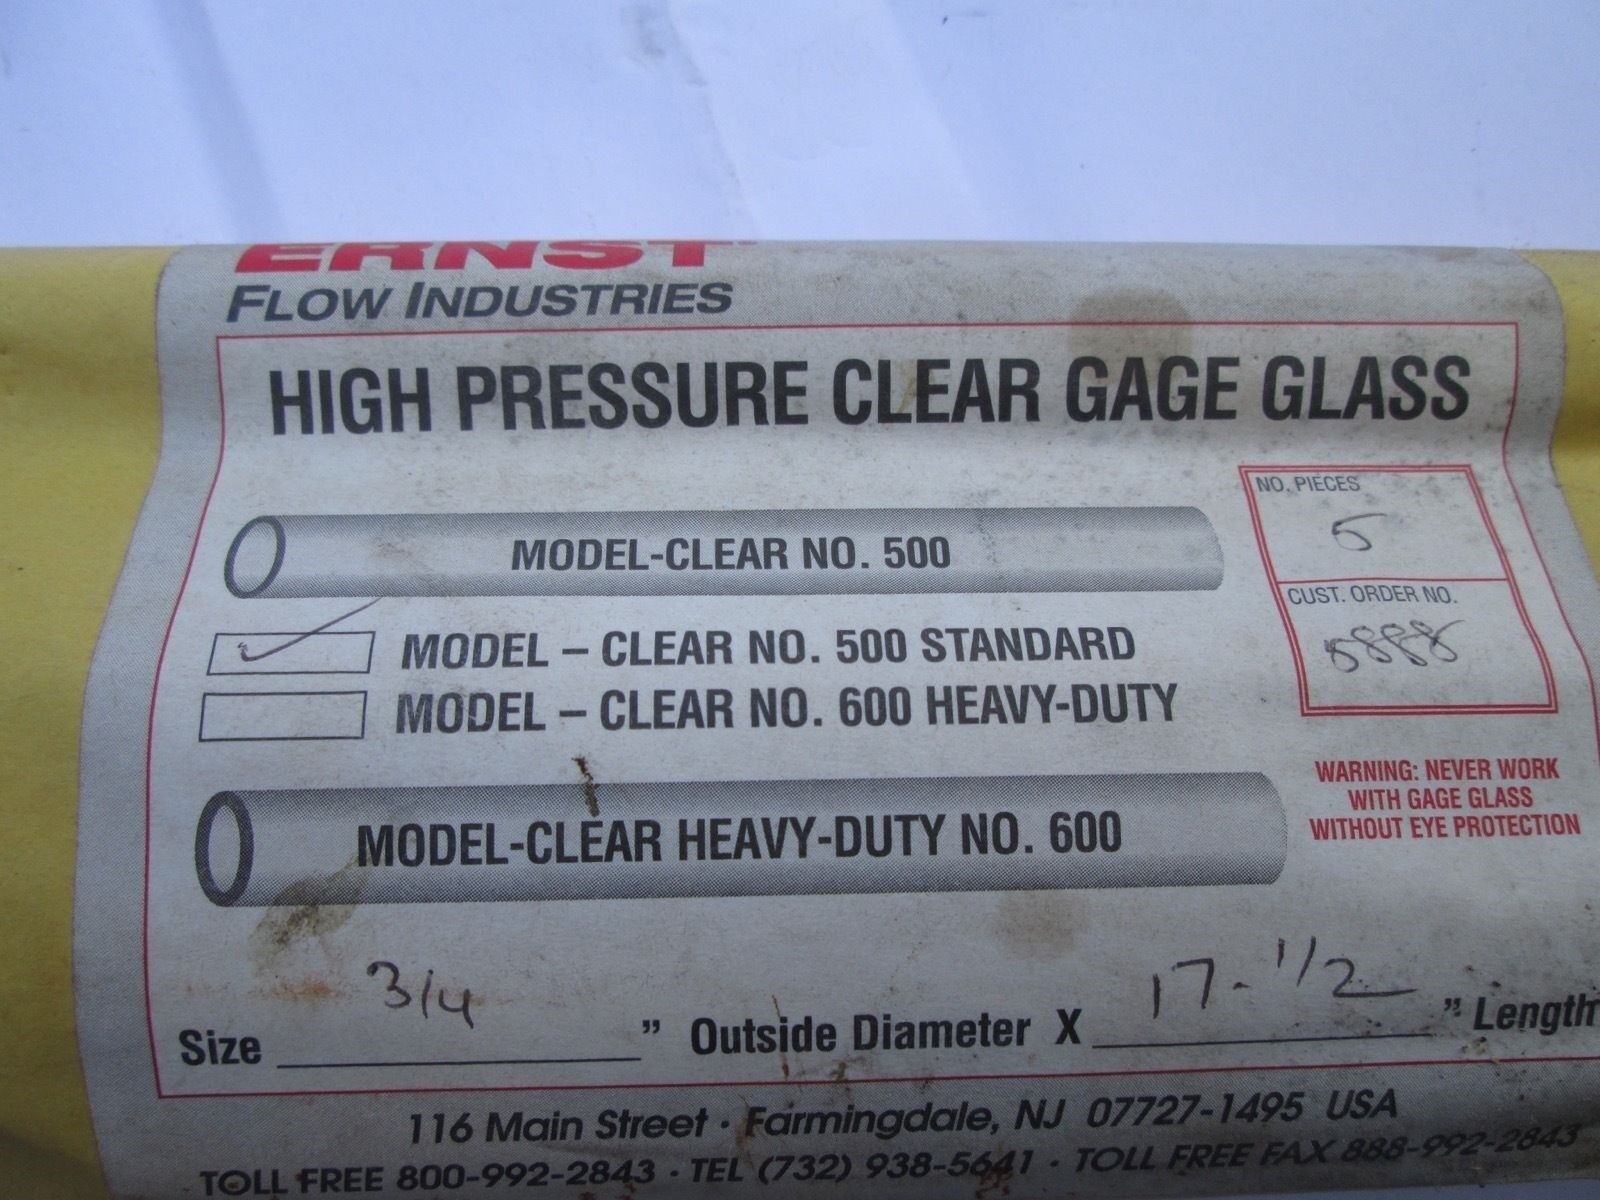 ERNST
FLOW INDUSTRIES
HIGH PRESSURE CLEAR GAGE GLASS
NO. PIECES
5
MODEL-CLEAR NO. 500
CUST. ORDER NO.
5888
MODEL – CLEAR NO. 500 STANDARD
MODEL – CLEAR NO. 600 HEAVY-DUTY
WARNING: NEVER WORK
WITH GAGE GLASS
WITHOUT EYE PROTECTION
MODEL-CLEAR HEAVY-DUTY NO. 600
Size 3/4 " Outside Diameter X 17-1/2 " Length
116 Main Street · Farmingdale, NJ 07727-1495 USA
TOLL FREE 800-992-2843 · TEL (732) 938-5641 · TOLL FREE FAX 888-992-2843